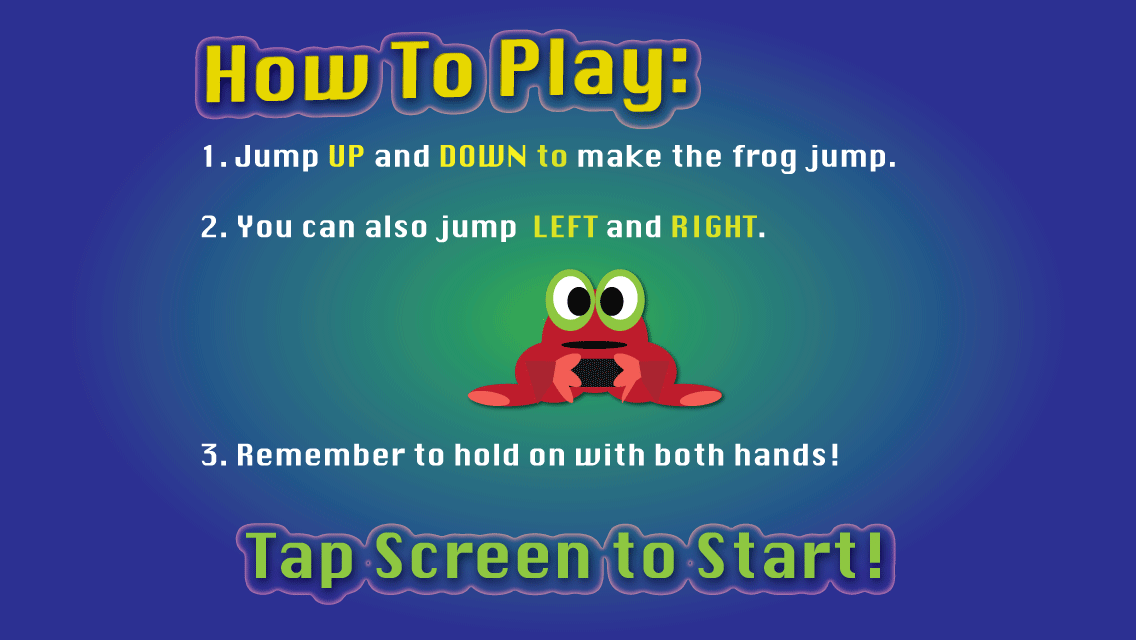 How To Play:
1. Jump UP and DOWN to make the frog jump.
2. You can also jump LEFT and RIGHT.
3. Remember to hold on with both hands!
Tap Screen to Start!